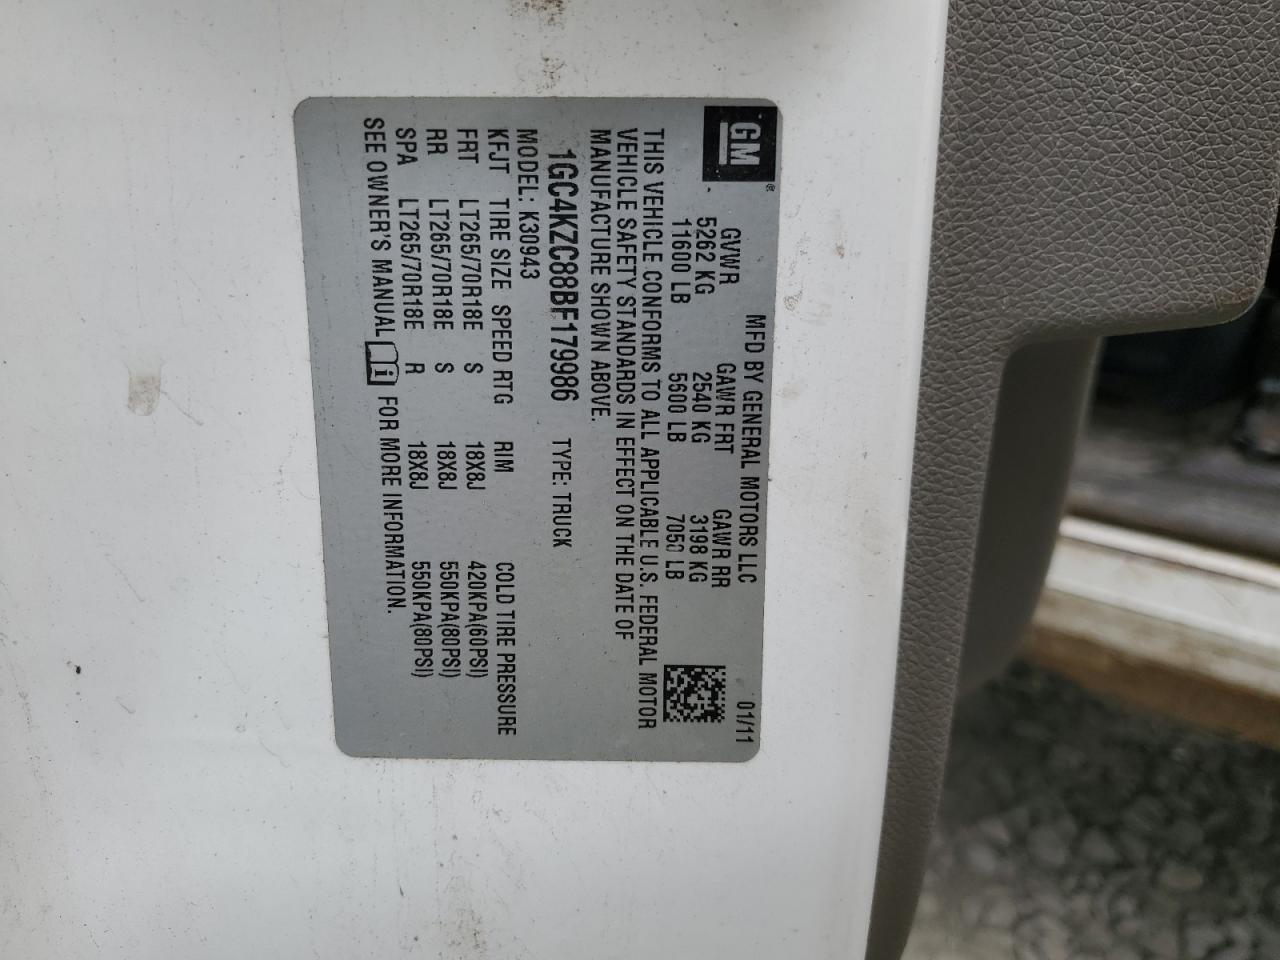 GM®
MFD BY GENERAL MOTORS LLC 01/11
GVWR GAWR FRT GAWR RR
5262 KG 2540 KG 3198 KG
11600 LB 5600 LB 7050 LB
THIS VEHICLE CONFORMS TO ALL APPLICABLE U.S. FEDERAL MOTOR
VEHICLE SAFETY STANDARDS IN EFFECT ON THE DATE OF
MANUFACTURE SHOWN ABOVE.
1GC4KZC88BF179986 TYPE: TRUCK
MODEL: K30943
KFJT TIRE SIZE SPEED RTG RIM COLD TIRE PRESSURE
FRT LT265/70R18E S 18X8J 420KPA(60PSI)
RR LT265/70R18E S 18X8J 550KPA(80PSI)
SPA LT265/70R18E R 18X8J 550KPA(80PSI)
SEE OWNER'S MANUAL i FOR MORE INFORMATION.